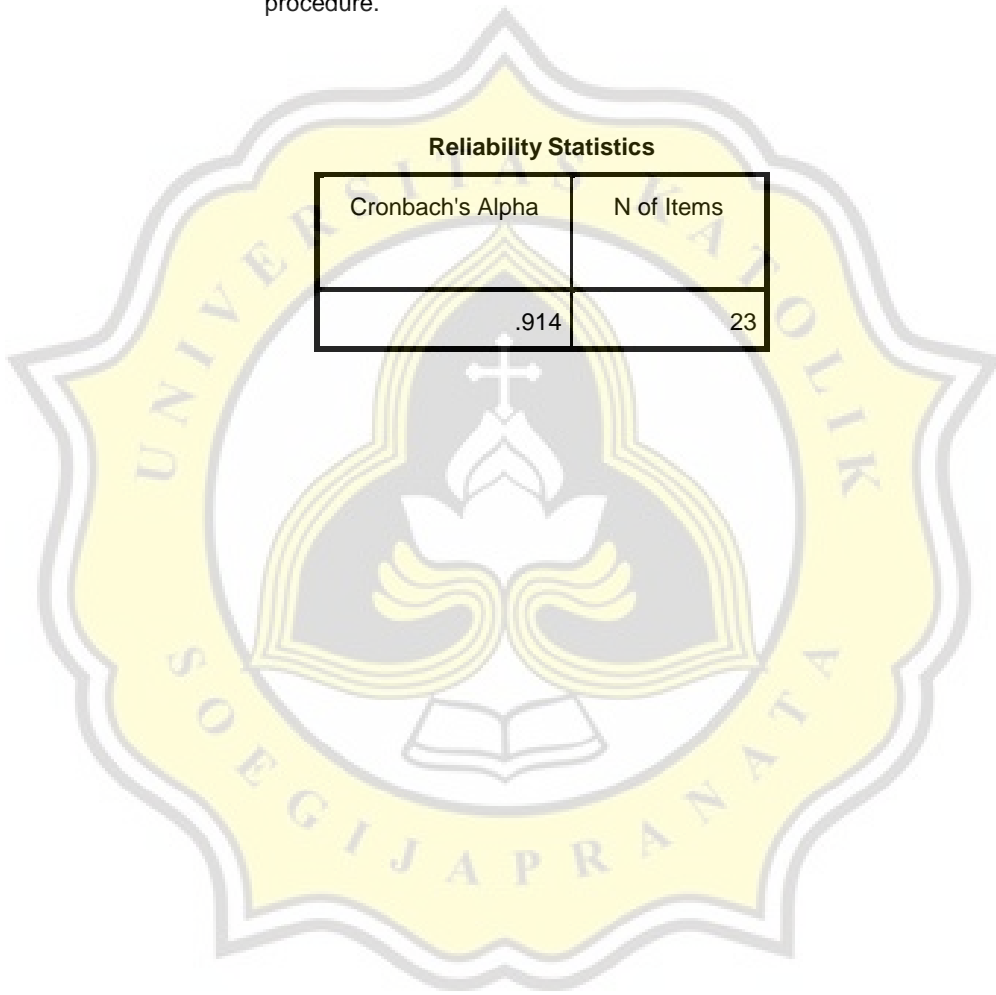 procedure.
Reliability Statistics
Cronbach's Alpha N of Items
.914 23
UNIVERSITAS KATOLIK
SOEGIJAPRANATA